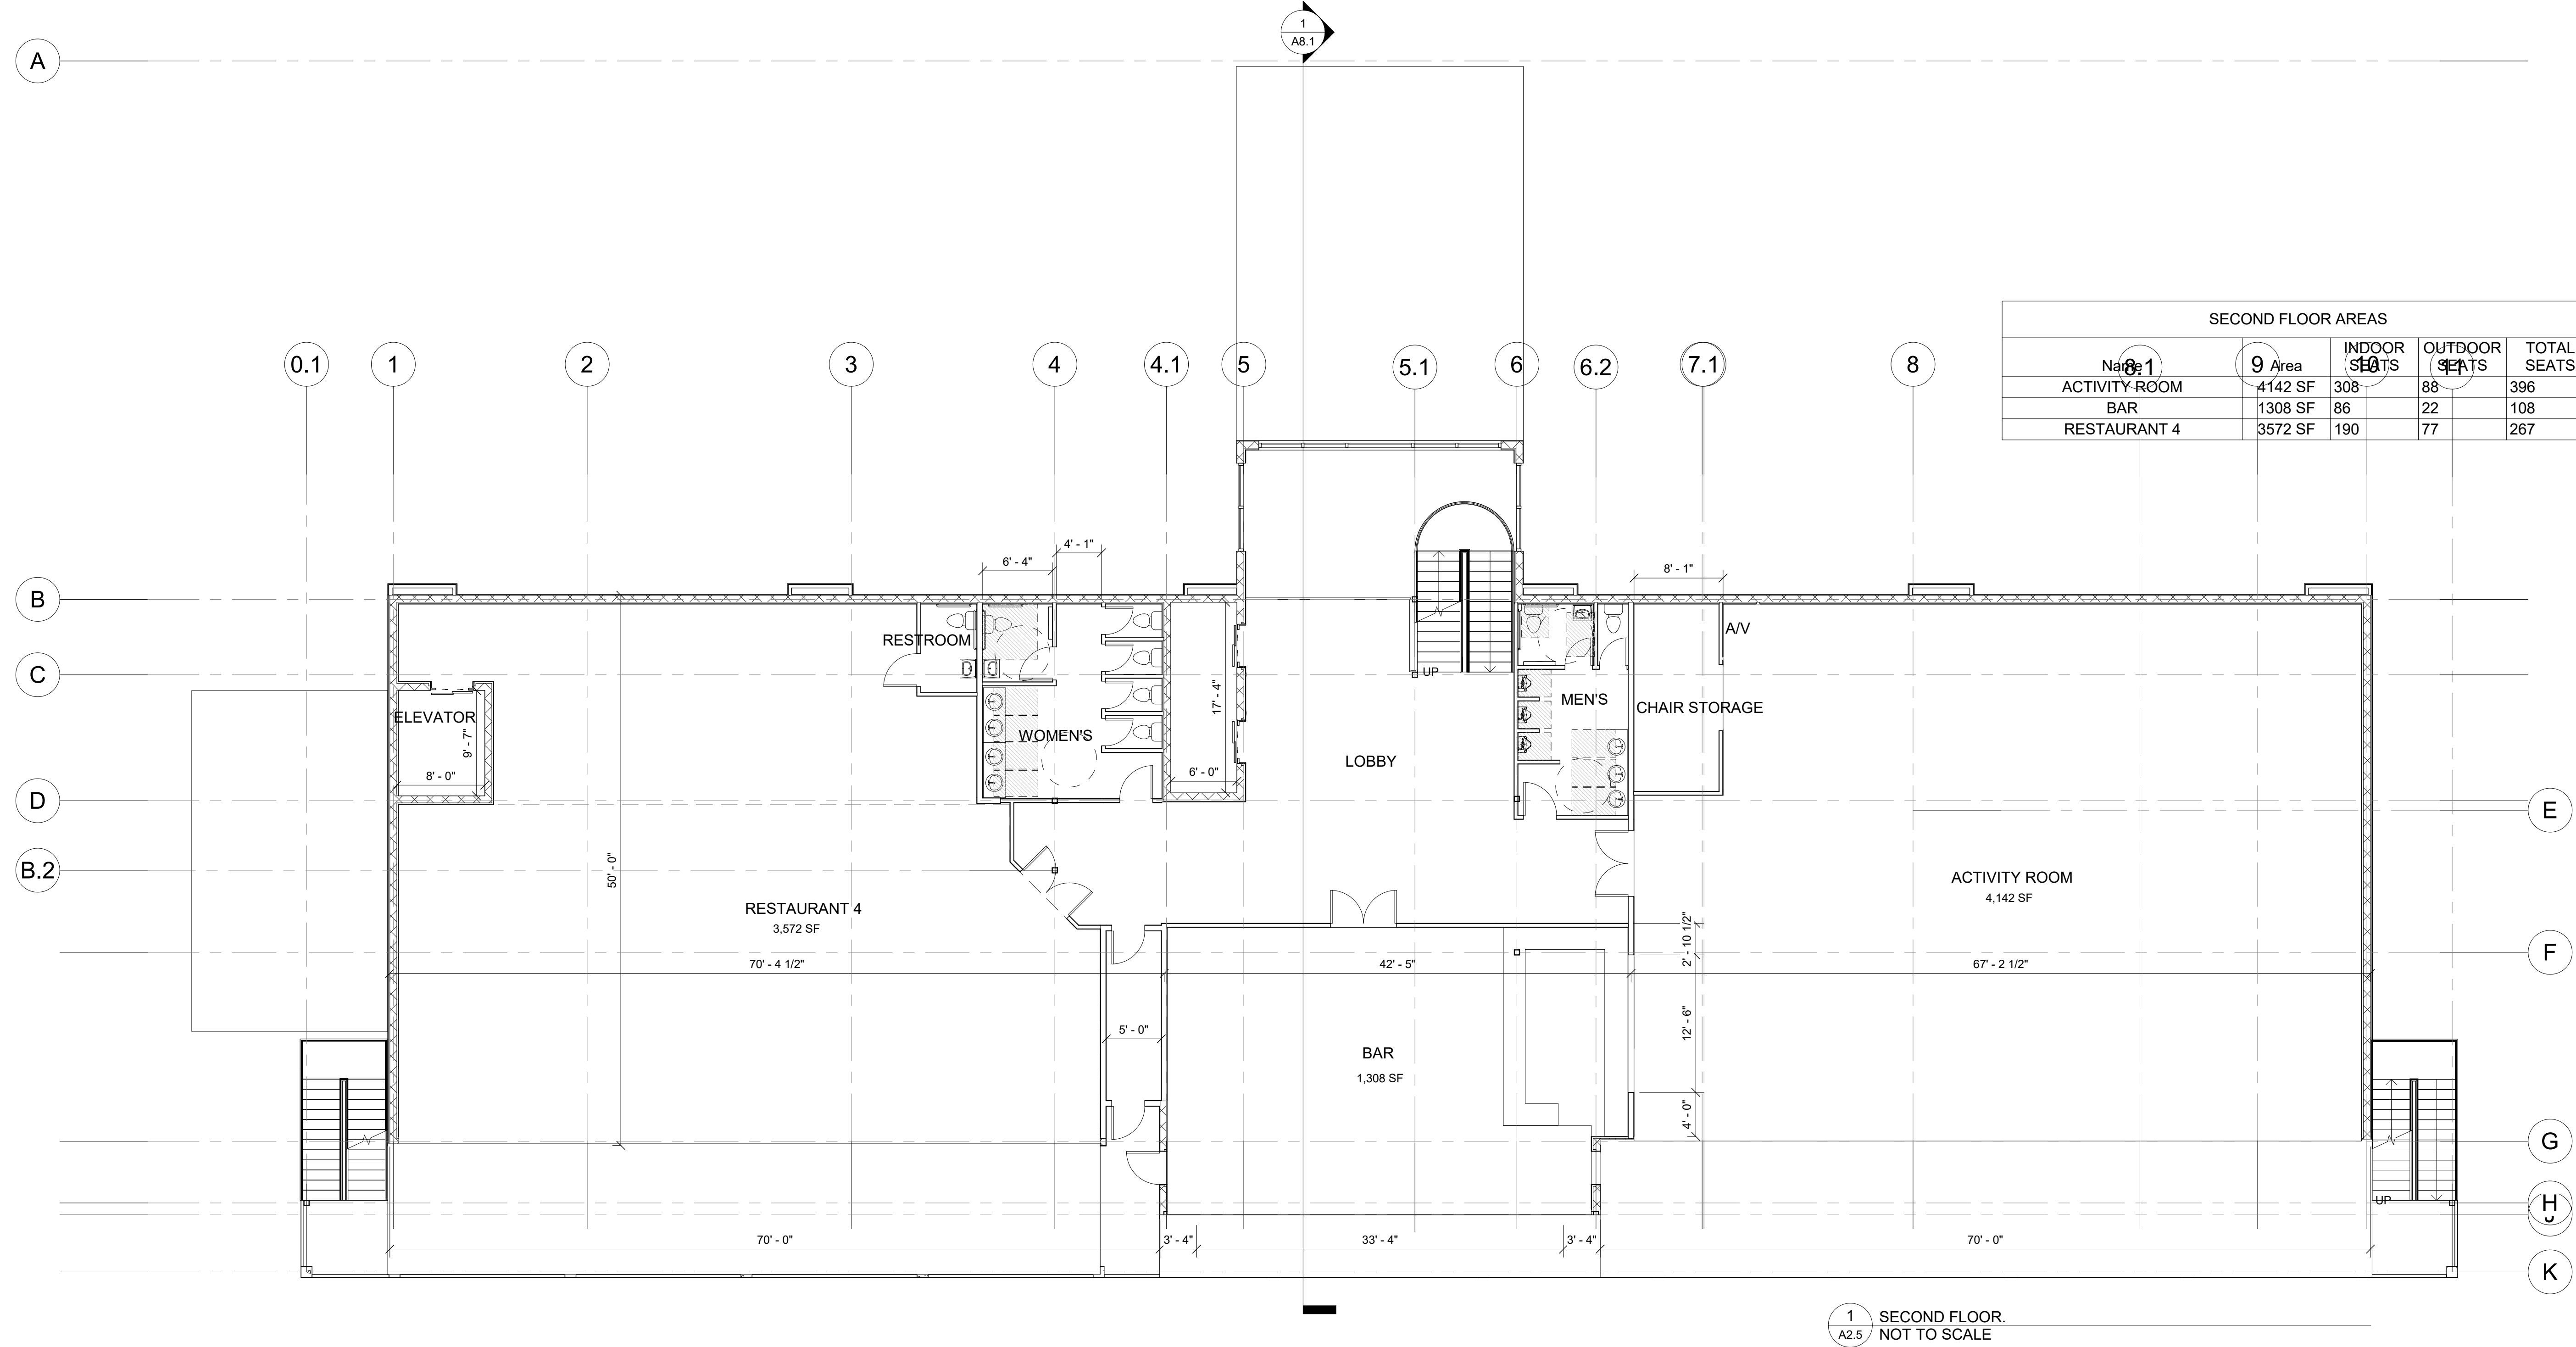 1
A8.1
A
SECOND FLOOR AREAS
Name
Area
INDOOR SEATS
OUTDOOR SEATS
TOTAL SEATS
ACTIVITY ROOM 4142 SF 308 88 396
BAR 1308 SF 86 22 108
RESTAURANT 4 3572 SF 190 77 267
0.1 1 2 3 4 4.1 5 5.1 6 6.2 7.1 8 8.1 9 10 11
4' - 1"
6' - 4"
8' - 1"
B
RESTROOM
A/V
C
UP
17' - 4"
MEN'S
CHAIR STORAGE
ELEVATOR
9' - 7"
WOMEN'S
LOBBY
8' - 0"
6' - 0"
D
E
B.2
50' - 0"
ACTIVITY ROOM
4,142 SF
RESTAURANT 4
3,572 SF
2' - 10 1/2"
F
70' - 4 1/2"
42' - 5"
67' - 2 1/2"
12' - 6"
5' - 0"
BAR
1,308 SF
4' - 0"
G
UP
H
70' - 0"
3' - 4"
33' - 4"
3' - 4"
70' - 0"
K
1
A2.5
SECOND FLOOR.
NOT TO SCALE